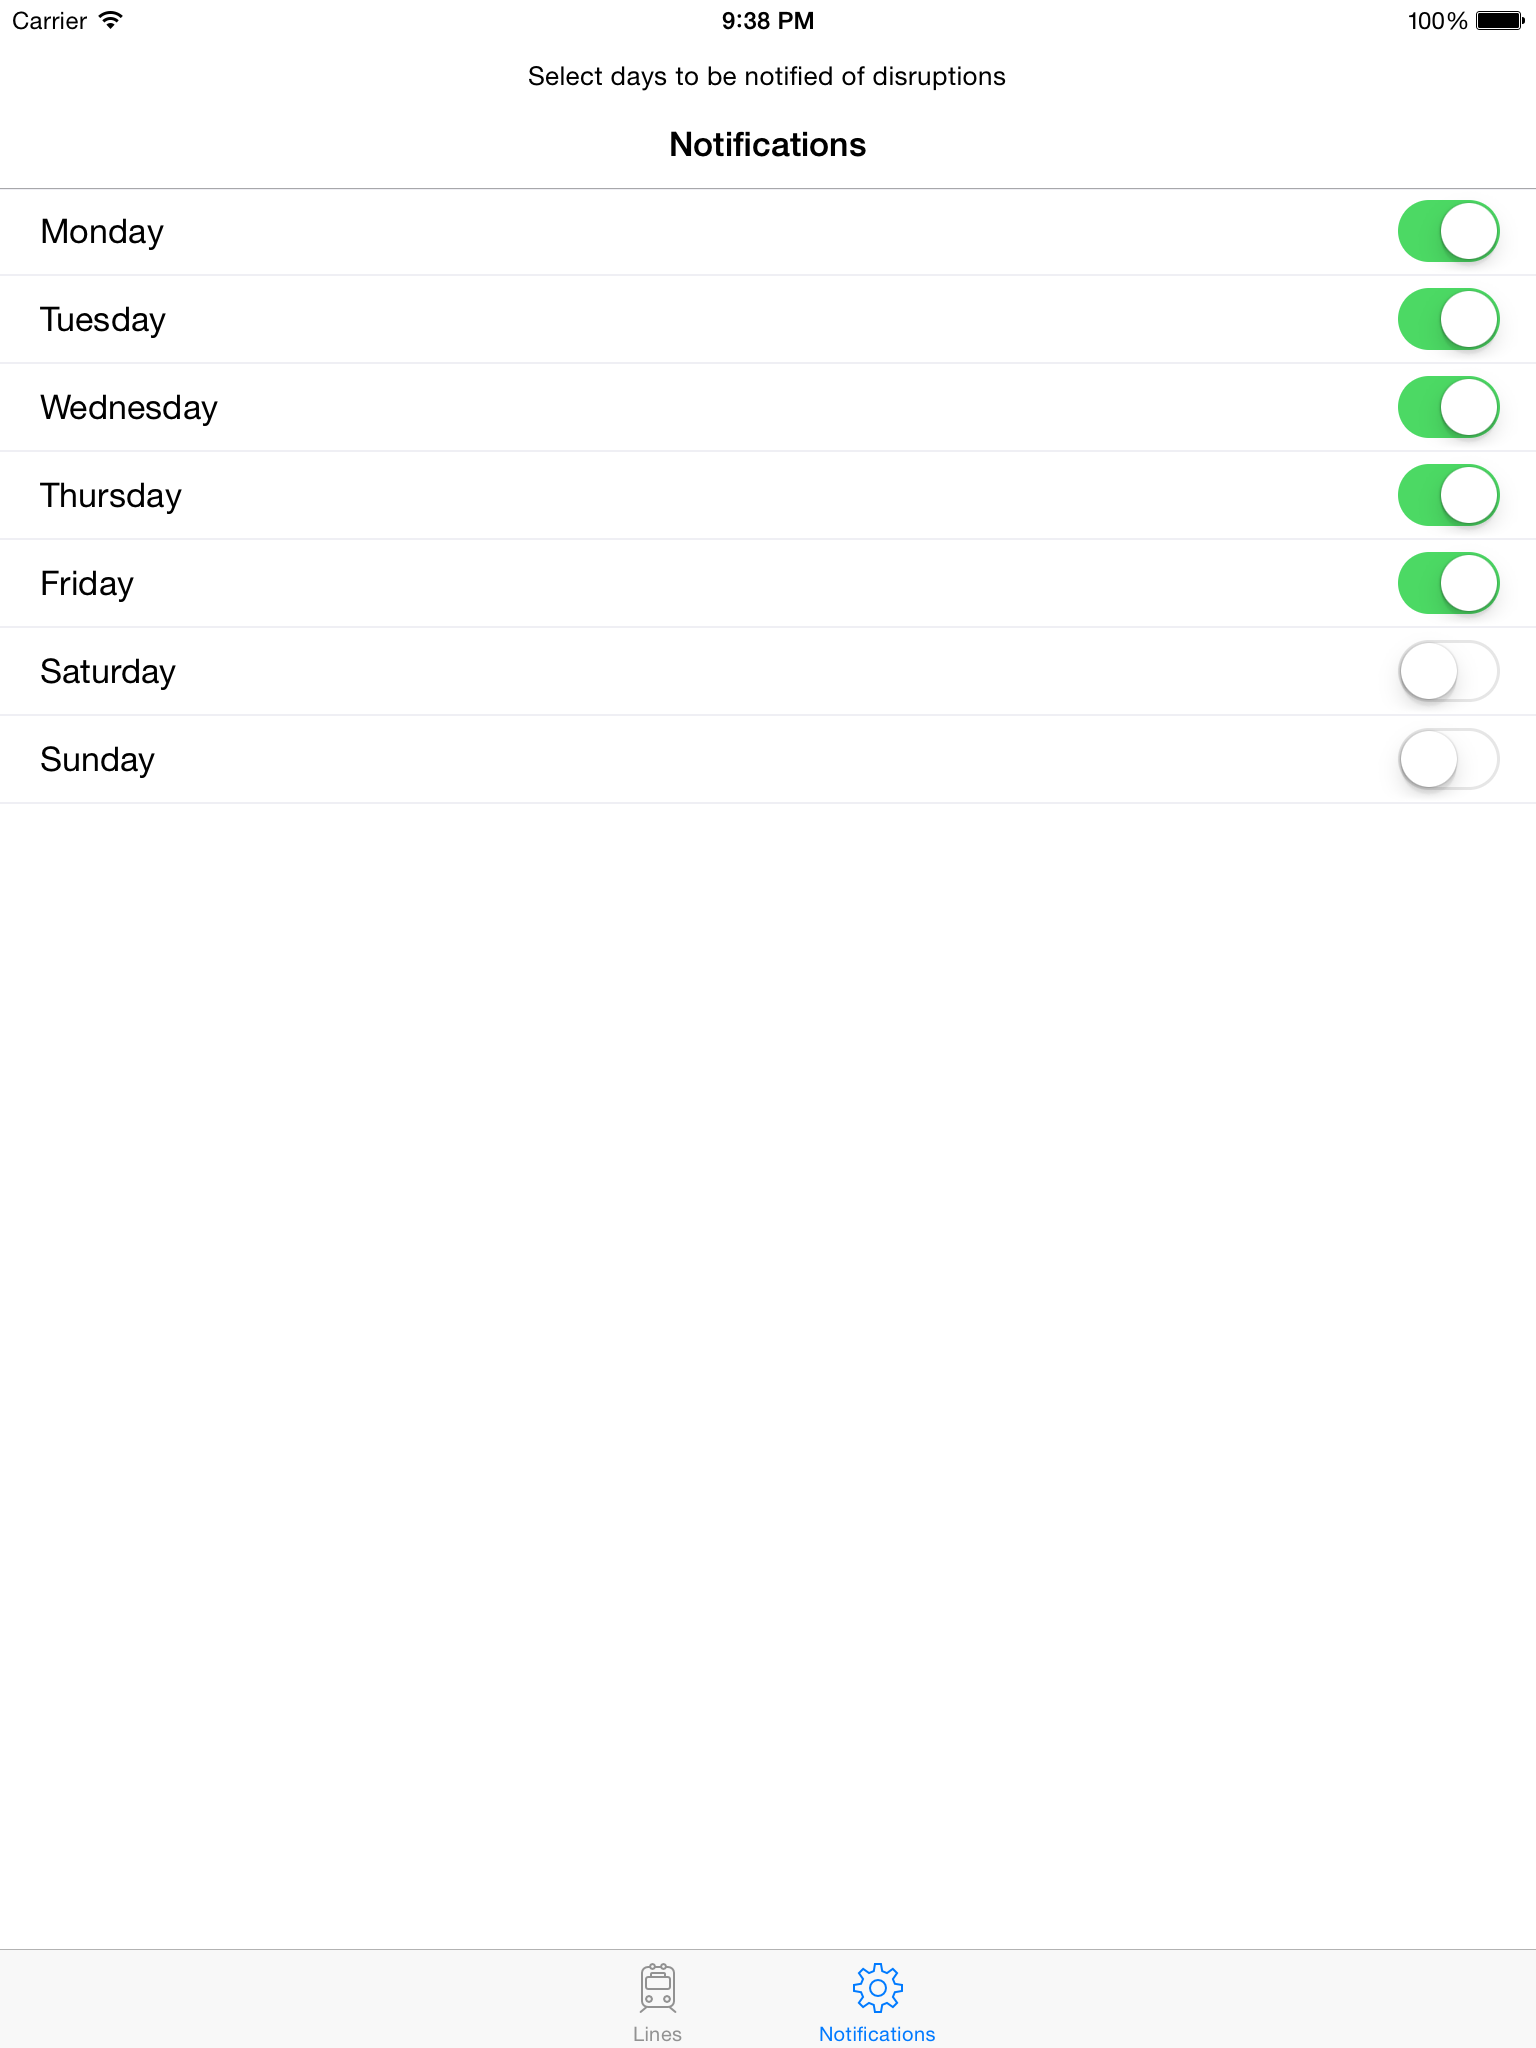 Carrier 9:38 PM 100%
Select days to be notified of disruptions
Notifications
Monday
Tuesday
Wednesday
Thursday
Friday
Saturday
Sunday
Lines Notifications